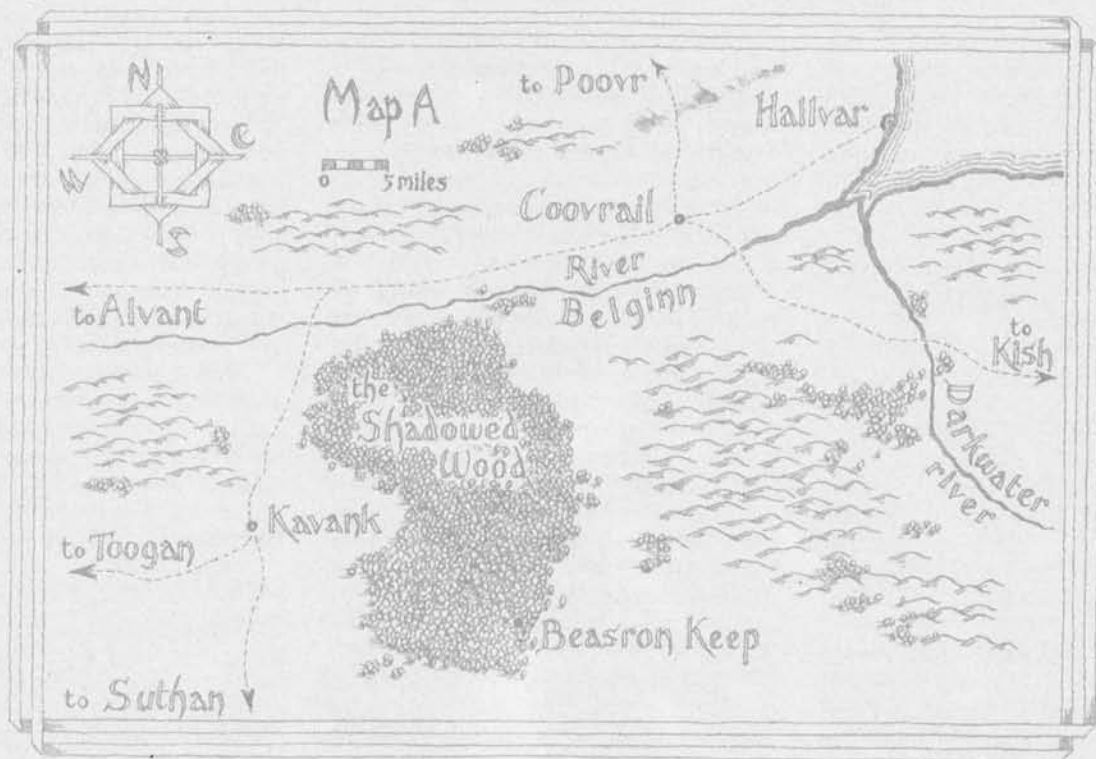 N
E
W
S
Map A
0 5 miles
to Poovr
Hallvar
Coovrail
River
Belginn
to Alvant
to
Kish
the
Shadowed
Wood
Darkwater
river
Kavank
to Toogan
Beasron Keep
to Suthan